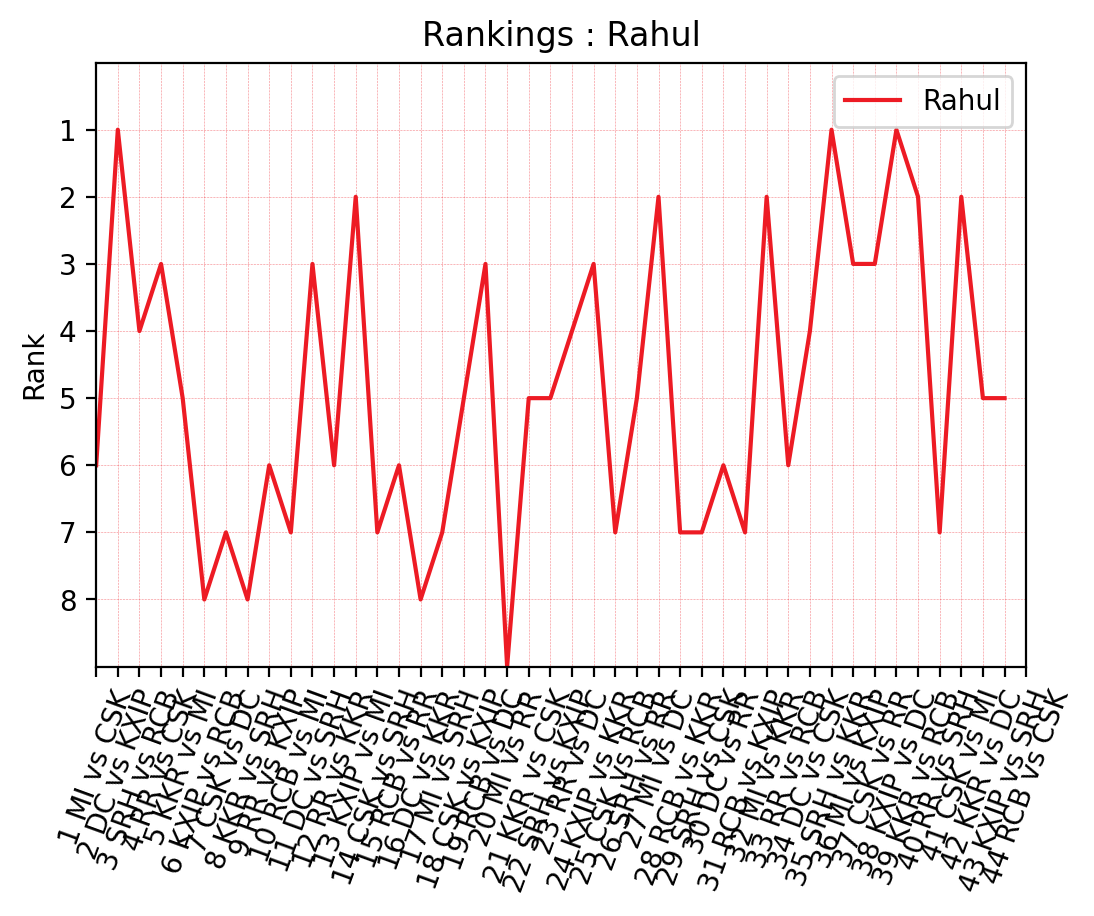 Rankings : Rahul
Rahul
1
2
3
4
5
6
7
8
Rank
1 MI vs CSK
2 DC vs KXIP
3 SRH vs RCB
4 RR vs CSK
5 KKR vs MI
6 KXIP vs RCB
7 CSK vs DC
8 KKR vs SRH
9 RR vs KXIP
10 RCB vs MI
11 DC vs SRH
12 RR vs KKR
13 KXIP vs MI
14 CSK vs SRH
15 RCB vs RR
16 DC vs KKR
17 MI vs SRH
18 CSK vs KXIP
19 RCB vs DC
20 MI vs RR
21 KKR vs CSK
22 SRH vs KXIP
23 RR vs DC
24 KXIP vs KKR
25 CSK vs RCB
26 SRH vs RR
27 MI vs DC
28 RCB vs KKR
29 SRH vs CSK
30 DC vs RR
31 RCB vs KXIP
32 MI vs KKR
33 RR vs RCB
34 DC vs CSK
35 SRH vs KKR
36 MI vs KXIP
37 CSK vs RR
38 KXIP vs DC
39 KKR vs RCB
40 RR vs SRH
41 CSK vs MI
42 KKR vs DC
43 KXIP vs SRH
44 RCB vs CSK